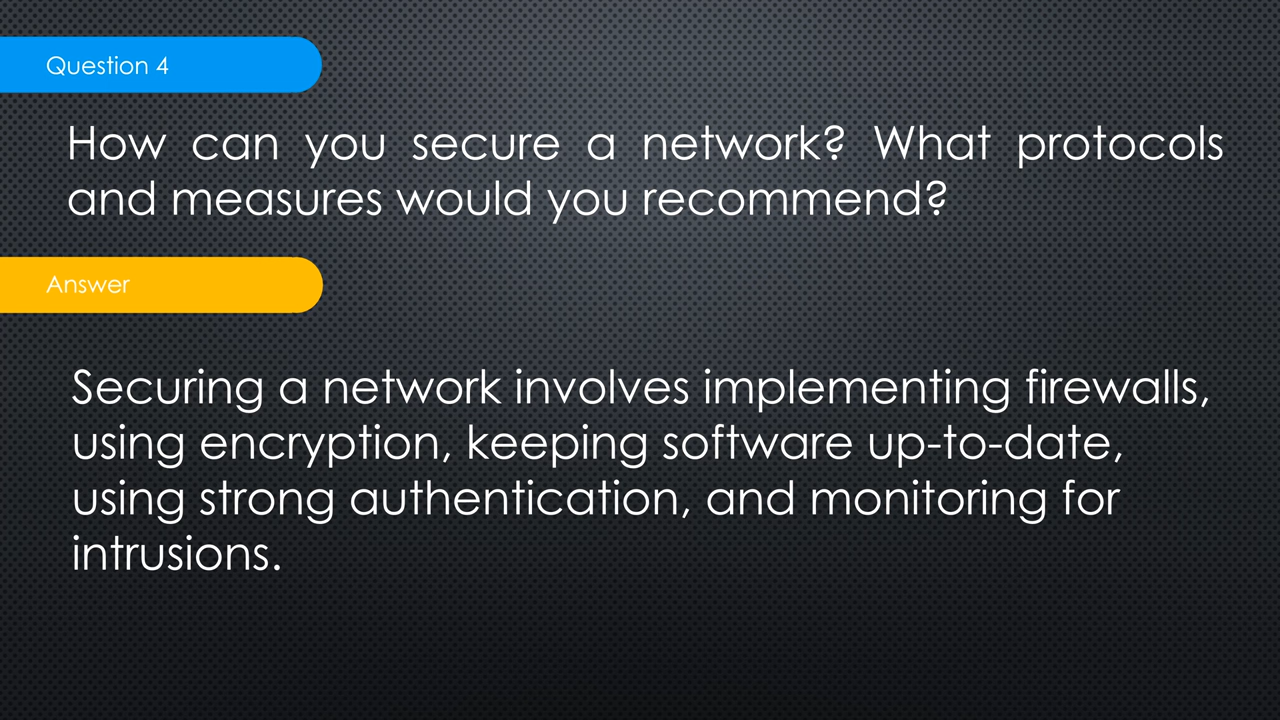 Question 4
How can you secure a network? What protocols
and measures would you recommend?
Answer
Securing a network involves implementing firewalls,
using encryption, keeping software up-to-date,
using strong authentication, and monitoring for
intrusions.